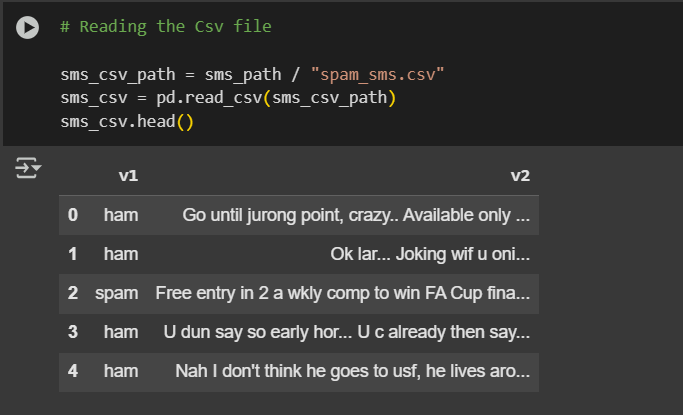 # Reading the Csv file
sms_csv_path = sms_path / "spam_sms.csv"
sms_csv = pd.read_csv(sms_csv_path)
sms_csv.head()
v1 v2
0 ham Go until jurong point, crazy.. Available only ...
1 ham Ok lar... Joking wif u oni...
2 spam Free entry in 2 a wkly comp to win FA Cup fina...
3 ham U dun say so early hor... U c already then say...
4 ham Nah I don't think he goes to usf, he lives aro...